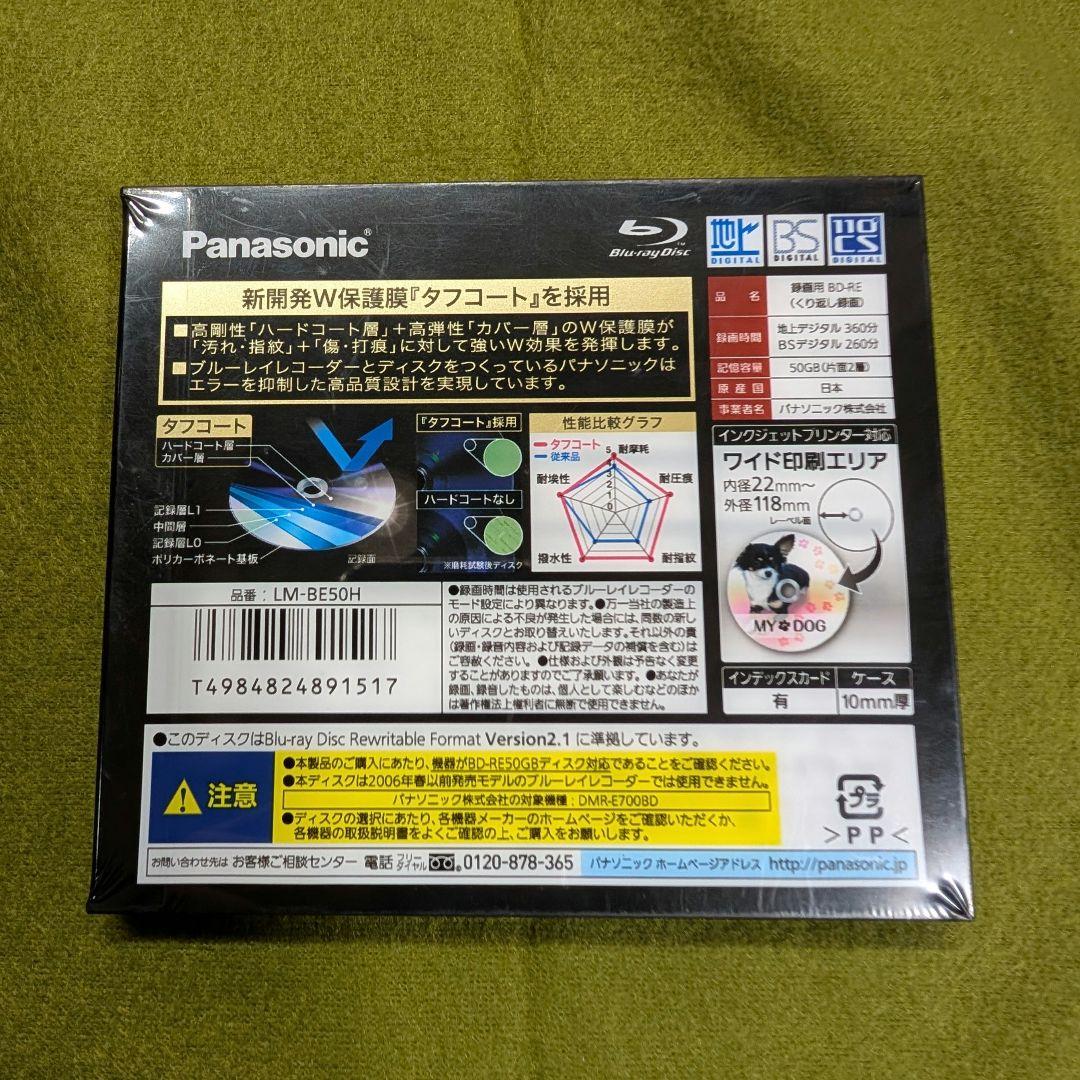 Panasonic®
Blu-ray Disc™
地上 DIGITAL
BS DIGITAL
110°CS DIGITAL
新開発W保護膜『タフコート』を採用
■高剛性「ハードコート層」+高弾性「カバー層」のW保護膜が
「汚れ・指紋」+「傷・打痕」に対して強いW効果を発揮します。
■ブルーレイレコーダーとディスクをつくっているパナソニックは
エラーを抑制した高品質設計を実現しています。
品名 録画用 BD-RE
(くり返し録画)
録画時間 地上デジタル 360分
BSデジタル 260分
記憶容量 50GB(片面2層)
原産国 日本
事業者名 パナソニック株式会社
タフコート
ハードコート層
カバー層
記録層L1
中間層
記録層L0
ポリカーボネート基板
記録面
『タフコート』採用
ハードコートなし
※磨耗試験後ディスク
性能比較グラフ
タフコート
従来品
5
3
2
1
0
耐摩耗
耐圧痕
耐指紋
撥水性
耐埃性
インクジェットプリンター対応
ワイド印刷エリア
内径22mm~
外径118mm
レーベル面
MY DOG
インデックスカード
有
ケース
10mm厚
品番:LM-BE50H
T4984824891517
●録画時間は使用されるブルーレイレコーダーの
モード設定により異なります。●万一当社の製造上
の原因による不良が発生した場合には、同数の新し
いディスクとお取り替えいたします。それ以外の責
(録画・録音内容および記録データの補償を含む)は
ご容赦ください。●仕様および外観は予告なく変更
することがありますのでご了承願います。●あなたが
録画、録音したものは、個人として楽しむなどのほか
は著作権法上権利者に無断で使用できません。
●このディスクはBlu-ray Disc Rewritable Format Version2.1 に準拠しています。
注意
●本製品のご購入にあたり、機器がBD-RE50GBディスク対応であることをご確認ください。
●本ディスクは2006年春以前発売モデルのブルーレイレコーダーでは使用できません。
パナソニック株式会社の対象機種:DMR-E700BD
●ディスクの選択にあたり、各機器メーカーのホームページをご確認いただくか、
各機器の取扱説明書をよくご確認の上、ご購入をお願いします。
プラ
>PP<
お問い合わせ先は お客様ご相談センター 電話 フリーダイヤル 0120-878-365
パナソニック ホームページアドレス http://panasonic.jp